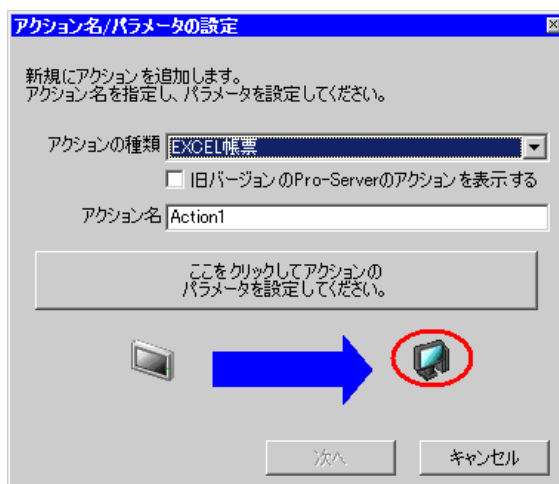 アクション名/パラメータの設定
新規にアクションを追加します。
アクション名を指定し、パラメータを設定してください。
アクションの種類 EXCEL帳票
旧バージョンのPro-Serverのアクションを表示する
アクション名 Action1
ここをクリックしてアクションの
パラメータを設定してください。
次へ キャンセル